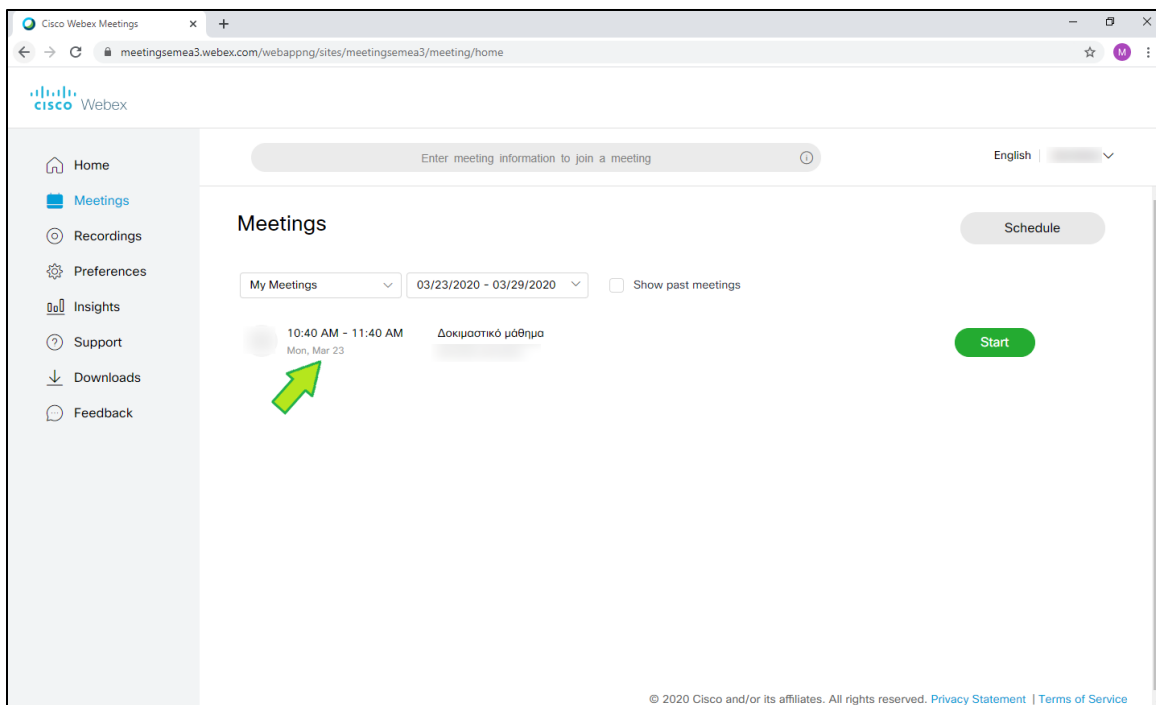 Cisco Webex Meetings
meetingsemea3.webex.com/webappng/sites/meetingsemea3/meeting/home
M
cisco Webex
Home
Meetings
Recordings
Preferences
Insights
Support
Downloads
Feedback
Enter meeting information to join a meeting
English
Meetings
Schedule
My Meetings
03/23/2020 - 03/29/2020
Show past meetings
10:40 AM - 11:40 AM Δοκιμαστικό μάθημα
Mon, Mar 23
Start
© 2020 Cisco and/or its affiliates. All rights reserved. Privacy Statement | Terms of Service